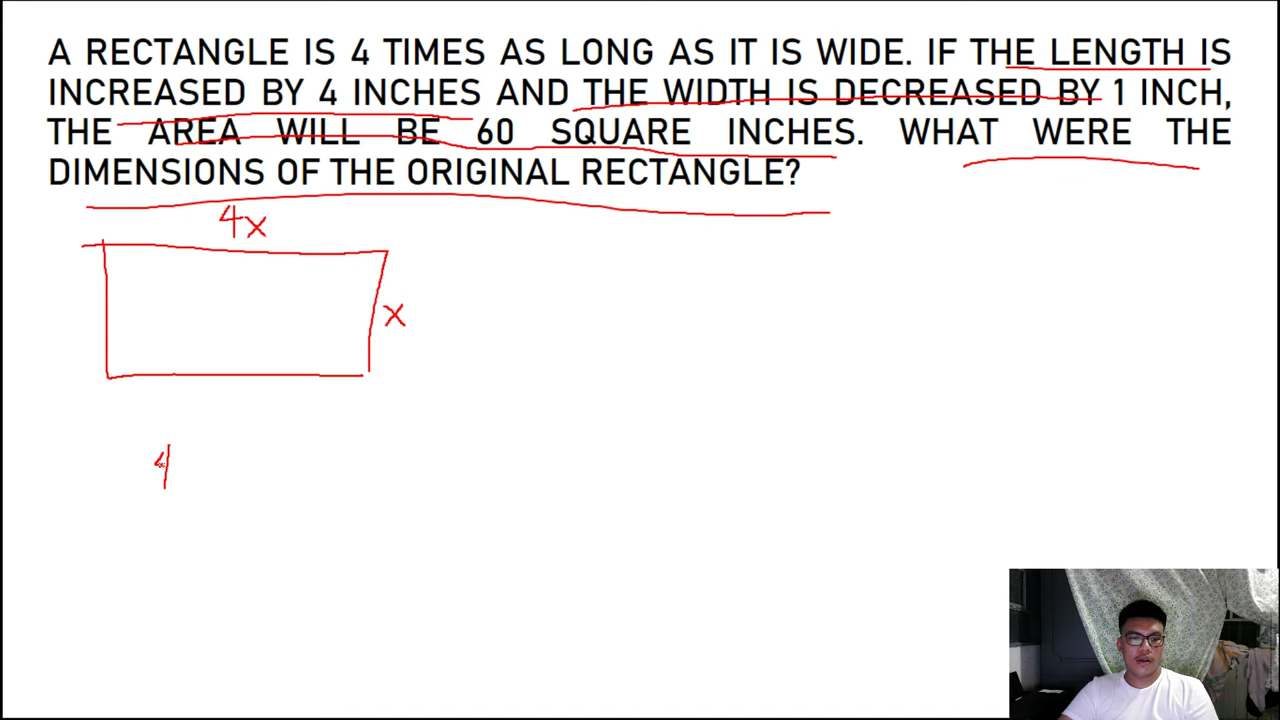 A RECTANGLE IS 4 TIMES AS LONG AS IT IS WIDE. IF THE LENGTH IS
INCREASED BY 4 INCHES AND THE WIDTH IS DECREASED BY 1 INCH,
THE AREA WILL BE 60 SQUARE INCHES. WHAT WERE THE
DIMENSIONS OF THE ORIGINAL RECTANGLE?
4x
x
4